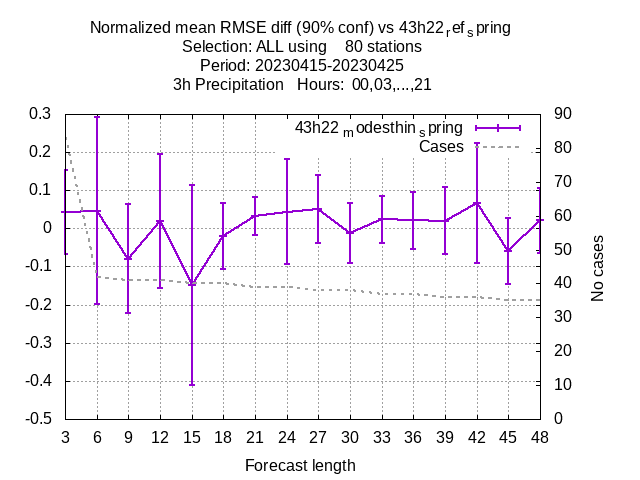 Normalized mean RMSE diff (90% conf) vs 43h22refspring
Selection: ALL using 80 stations
Period: 20230415-20230425
3h Precipitation Hours: 00,03,...,21
43h22modesthinspring
Cases
0.3
0.2
0.1
0
-0.1
-0.2
-0.3
-0.4
-0.5
90
80
70
60
50
40
30
20
10
0
No cases
3 6 9 12 15 18 21 24 27 30 33 36 39 42 45 48
Forecast length